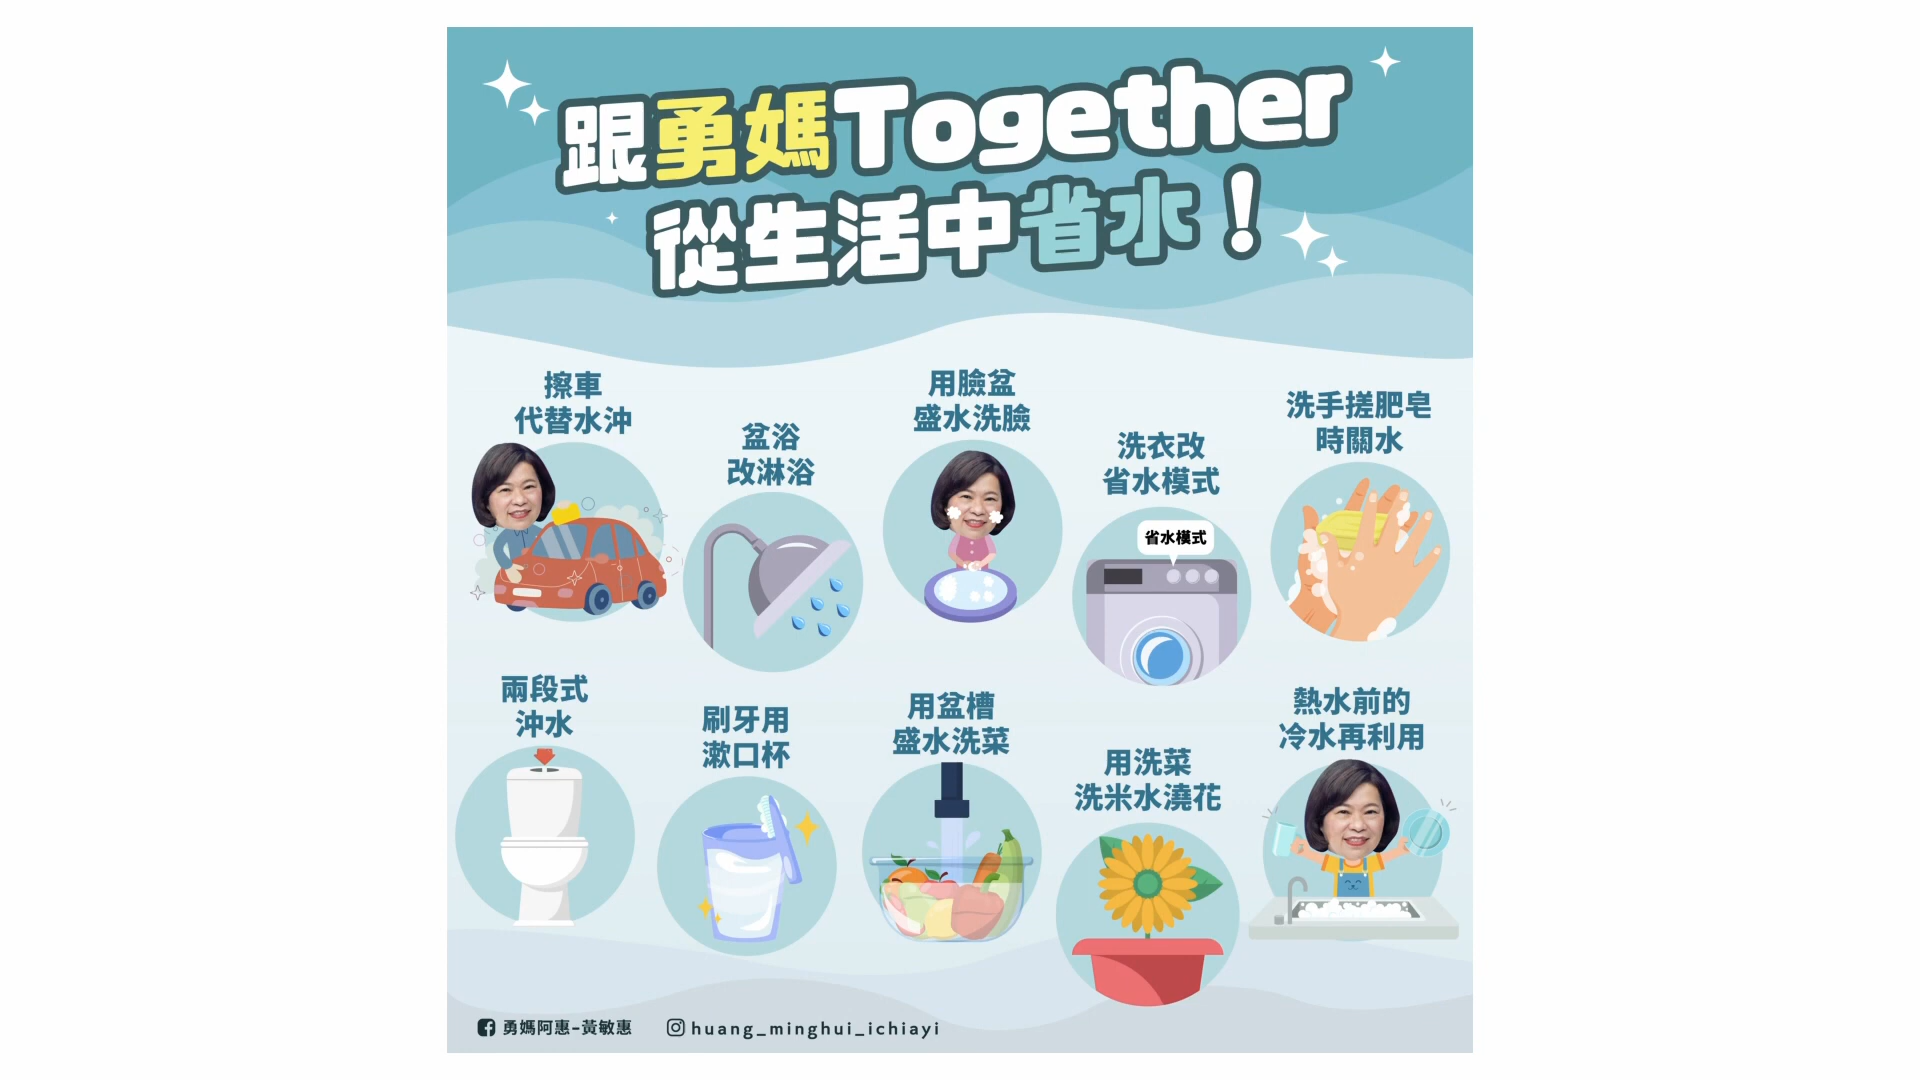 跟勇媽Together
從生活中省水！
擦車
代替水沖
盆浴
改淋浴
用臉盆
盛水洗臉
洗衣改
省水模式
省水模式
洗手搓肥皂
時關水
兩段式
沖水
刷牙用
漱口杯
用盆槽
盛水洗菜
用洗菜
洗米水澆花
熱水前的
冷水再利用
勇媽阿惠-黃敏惠
huang_minghui_ichiayi